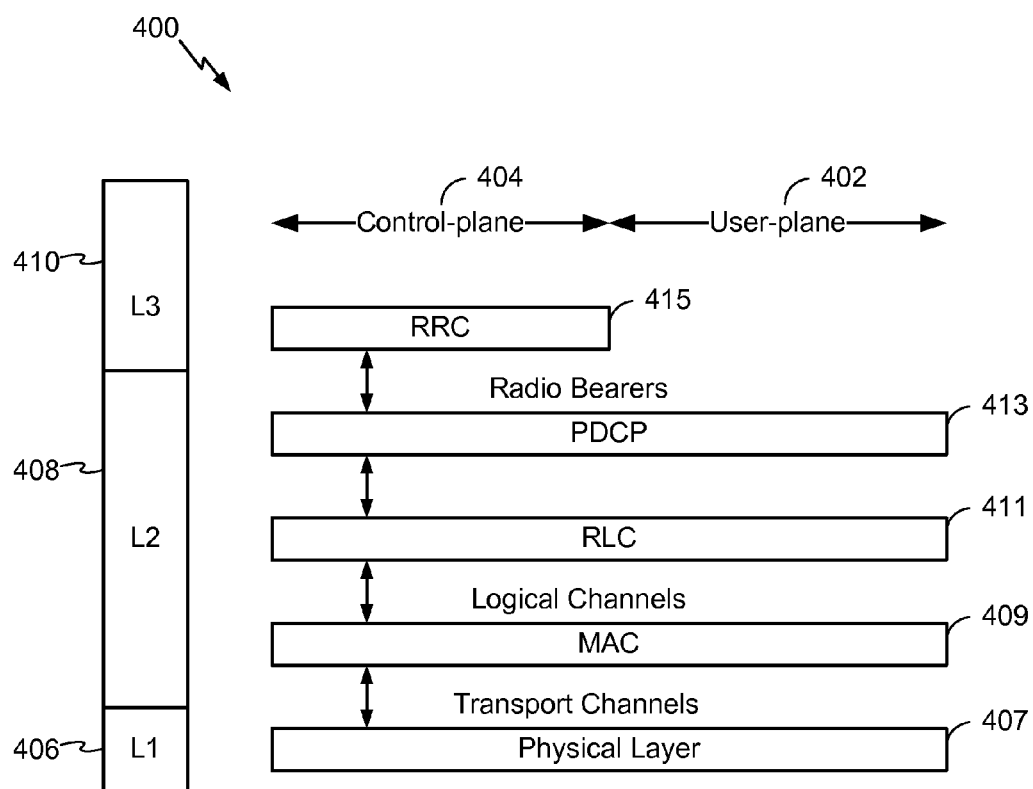 400
404
402
Control-plane
User-plane
410
L3
415
RRC
Radio Bearers
413
PDCP
408
L2
411
RLC
Logical Channels
409
MAC
Transport Channels
407
406
L1
Physical Layer